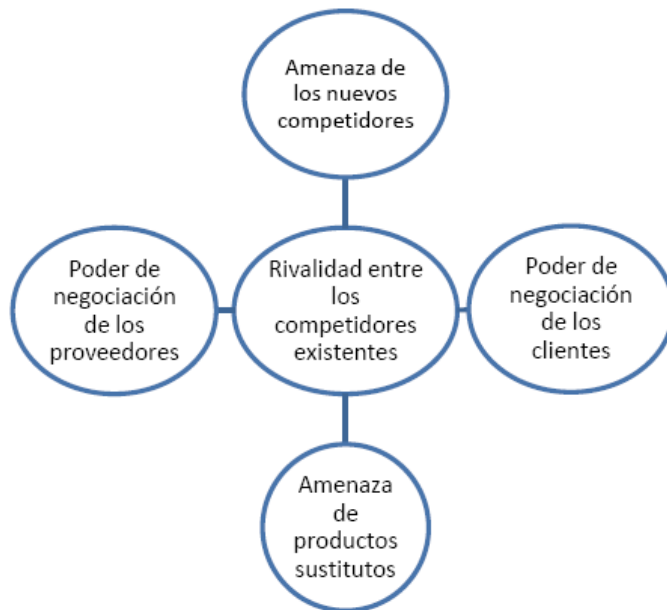 Amenaza de
los nuevos
competidores
Poder de
negociación
de los
proveedores
Rivalidad entre
los
competidores
existentes
Poder de
negociación
de los
clientes
Amenaza
de
productos
sustitutos